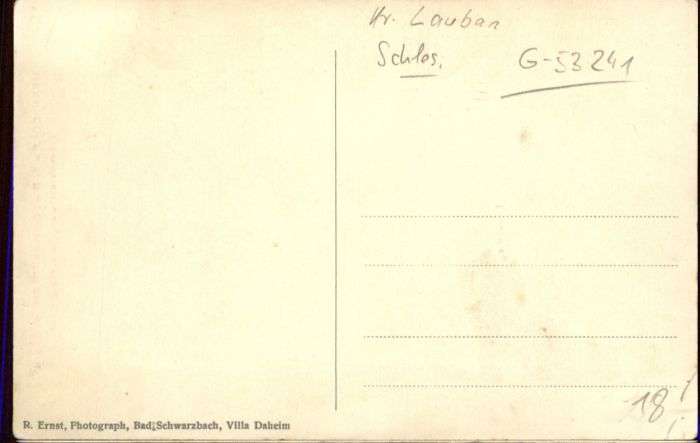 Kr. Lauban
Schles.
G-53241
18
R. Ernst, Photograph, Bad Schwarzbach, Villa Daheim